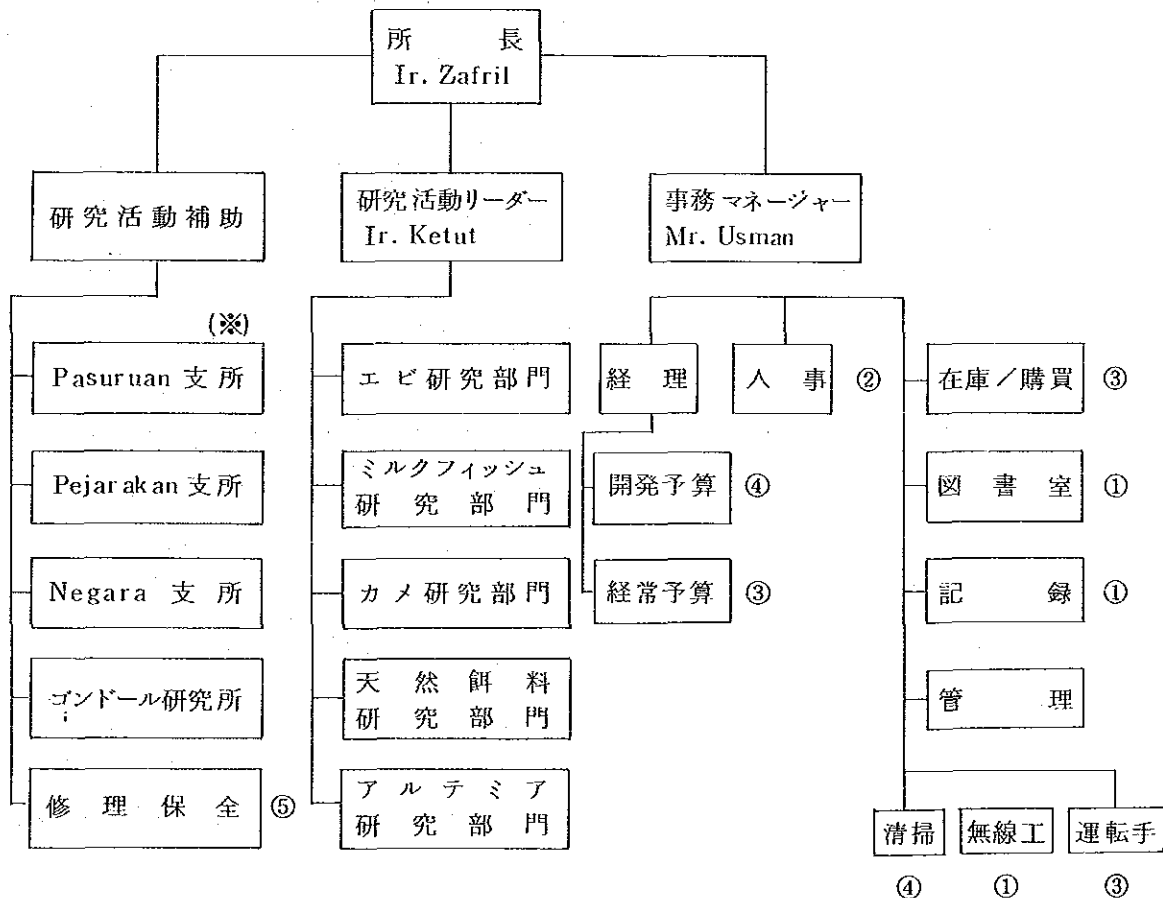 所長
Ir. Zafril
研究活動補助
研究活動リーダー
Ir. Ketut
事務マネージャー
Mr. Usman
(※)
Pasuruan 支所
Pejarakan 支所
Negara 支所
ゴンドール研究所
修理保全 ⑤
エビ研究部門
ミルクフィッシュ
研究部門
カメ研究部門
天然餌料
研究部門
アルテミア
研究部門
経理
人事 ②
開発予算 ④
経常予算 ③
在庫/購買 ③
図書室 ①
記録 ①
管理
清掃 無線工 運転手
④ ① ③